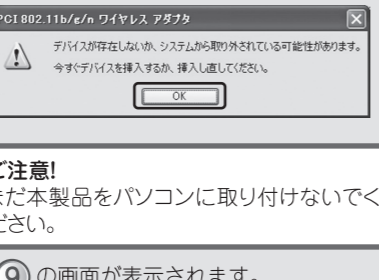 PCI 802.11b/g/n ワイヤレス アダプタ
デバイスが存在しないか、システムから取り外されている可能性があります。
今すぐデバイスを挿入するか、挿入し直してください。
OK
ご注意!
まだ本製品をパソコンに取り付けないでく
ださい。
9 の画面が表示されます。